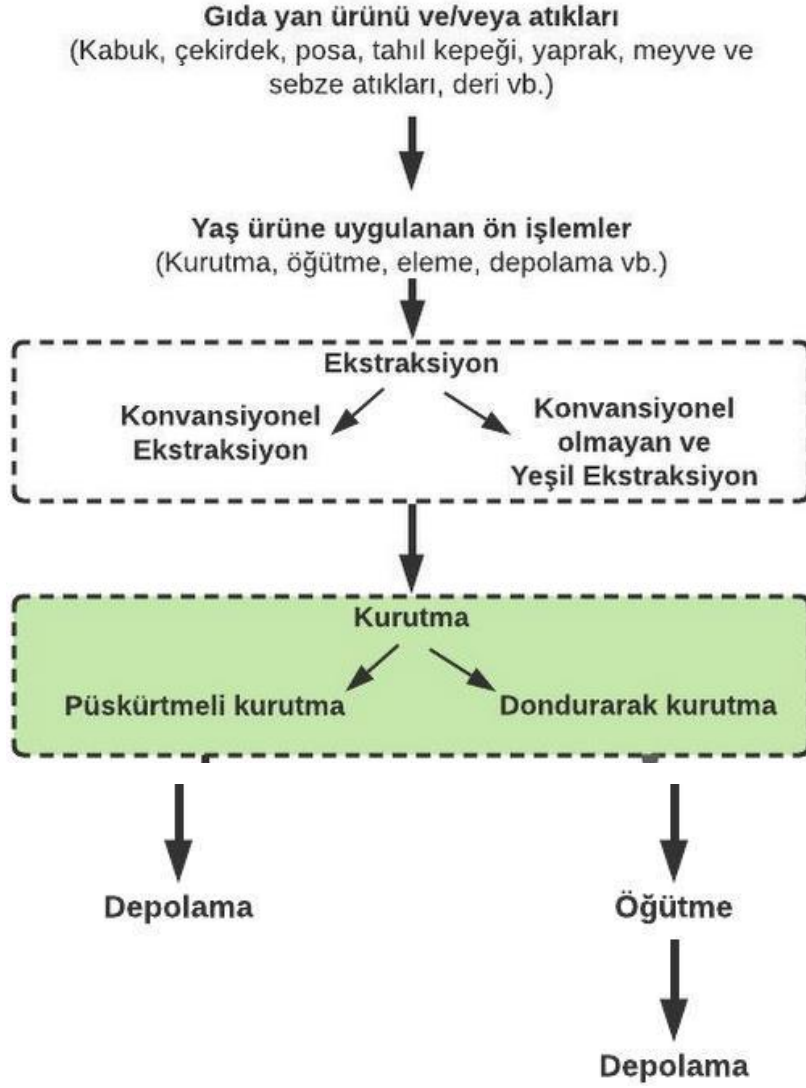 Gıda yan ürünü ve/veya atıkları
(Kabuk, çekirdek, posa, tahıl kepeği, yaprak, meyve ve
sebze atıkları, deri vb.)
Yaş ürüne uygulanan ön işlemler
(Kurutma, öğütme, eleme, depolama vb.)
Ekstraksiyon
Konvansiyonel
Ekstraksiyon
Konvansiyonel
olmayan ve
Yeşil Ekstraksiyon
Kurutma
Püskürtmeli kurutma
Dondurarak kurutma
Depolama
Öğütme
Depolama